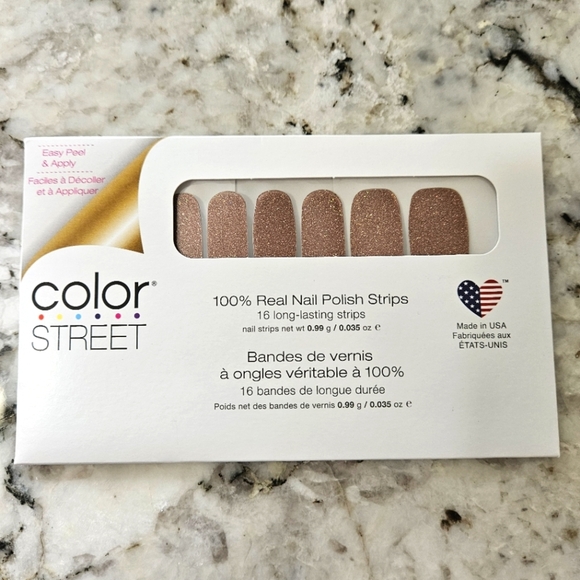 Easy Peel
& Apply
Faciles à Décoller
et à Appliquer
color®
STREET
100% Real Nail Polish Strips
16 long-lasting strips
nail strips net wt 0.99 g / 0.035 oz ℮
Bandes de vernis
à ongles véritable à 100%
16 bandes de longue durée
Poids net des bandes de vernis 0.99 g / 0.035 oz ℮
™
Made in USA
Fabriquées aux
ÉTATS-UNIS